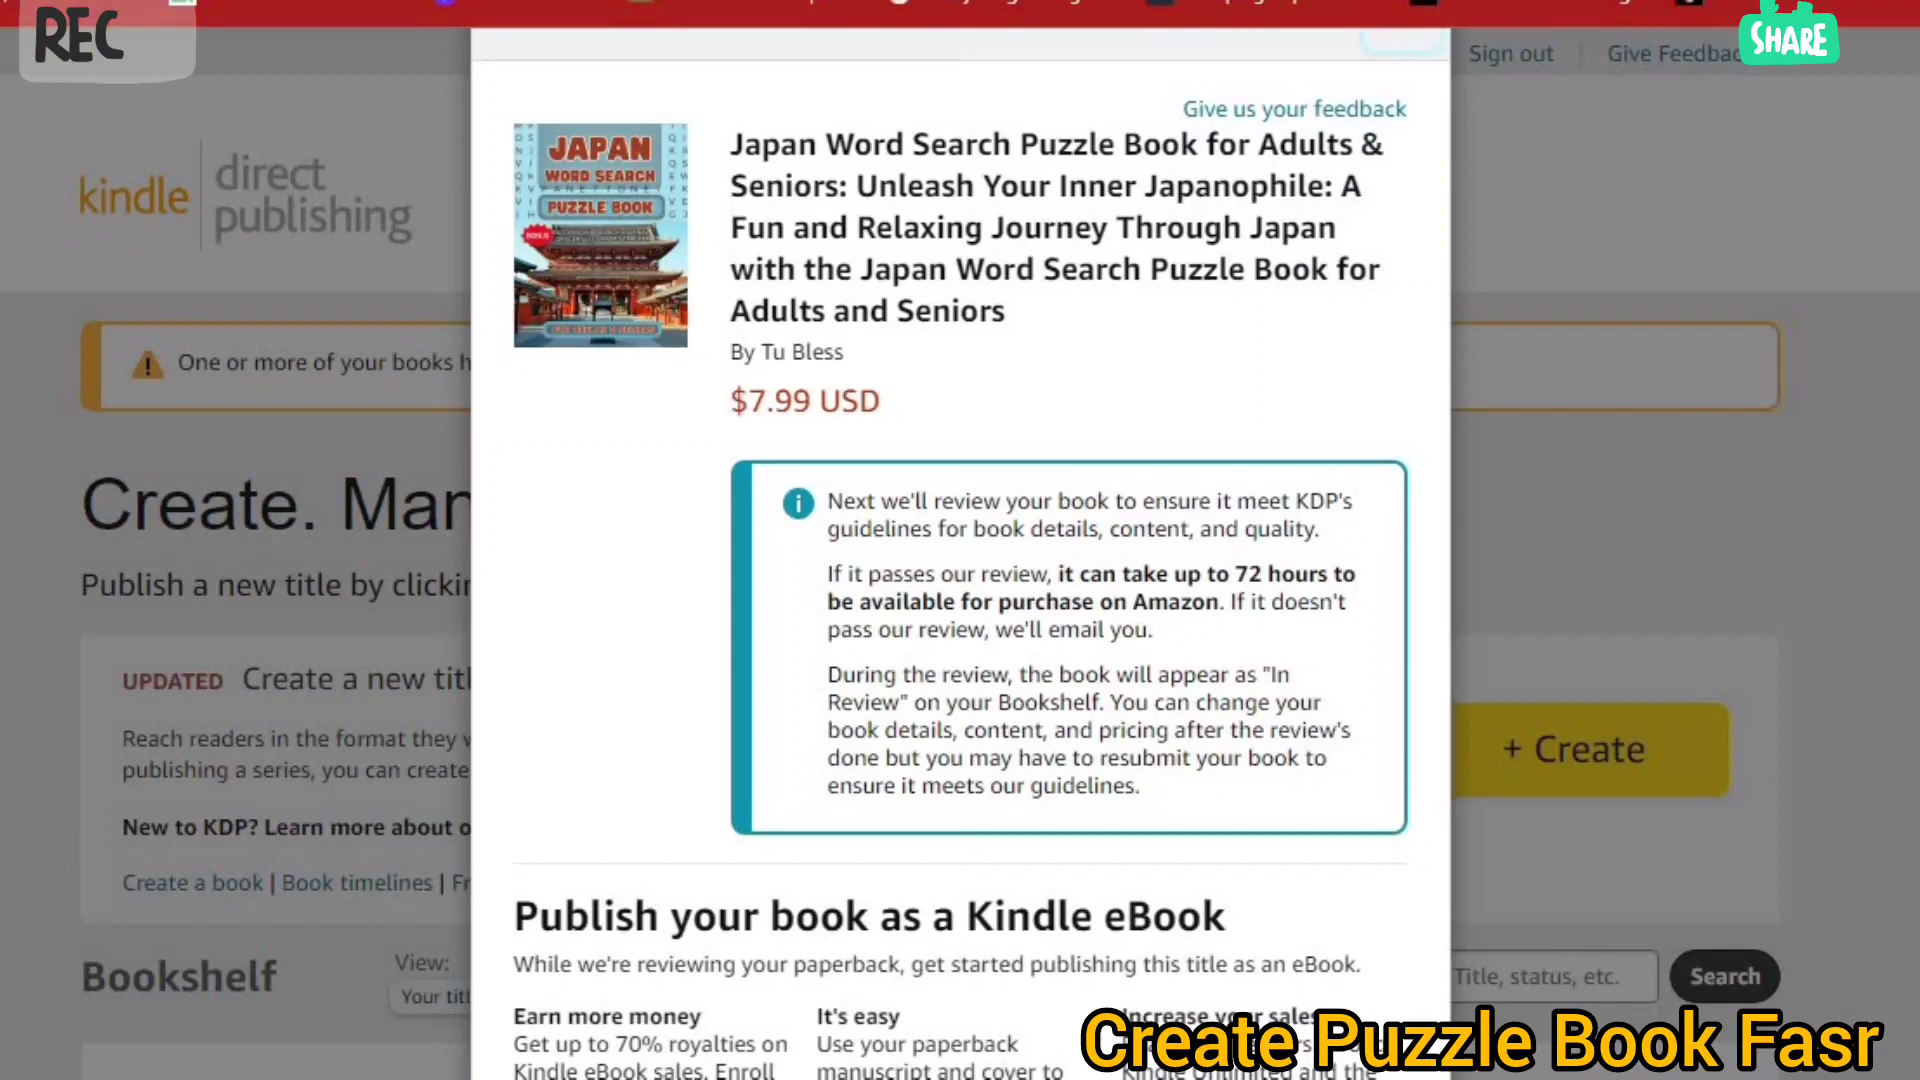 REC
SHARE
Sign out
Give Feedbac
Give us your feedback
kindle direct publishing
JAPAN
WORD SEARCH
PUZZLE BOOK
Japan Word Search Puzzle Book for Adults &
Seniors: Unleash Your Inner Japanophile: A
Fun and Relaxing Journey Through Japan
with the Japan Word Search Puzzle Book for
Adults and Seniors
By Tu Bless
$7.99 USD
One or more of your books h
Next we'll review your book to ensure it meet KDP's
guidelines for book details, content, and quality.
If it passes our review, it can take up to 72 hours to
be available for purchase on Amazon. If it doesn't
pass our review, we'll email you.
During the review, the book will appear as "In
Review" on your Bookshelf. You can change your
book details, content, and pricing after the review's
done but you may have to resubmit your book to
ensure it meets our guidelines.
Create. Man
Publish a new title by clickin
UPDATED Create a new titl
Reach readers in the format they w
publishing a series, you can create
New to KDP? Learn more about o
Create a book | Book timelines | Fr
+ Create
Publish your book as a Kindle eBook
While we're reviewing your paperback, get started publishing this title as an eBook.
Bookshelf
View:
Your titl
Title, status, etc.
Search
Earn more money
Get up to 70% royalties on
Kindle eBook sales. Enroll
It's easy
Use your paperback
manuscript and cover to
Increase your sales
Kindle Unlimited and the
Create Puzzle Book Fasr